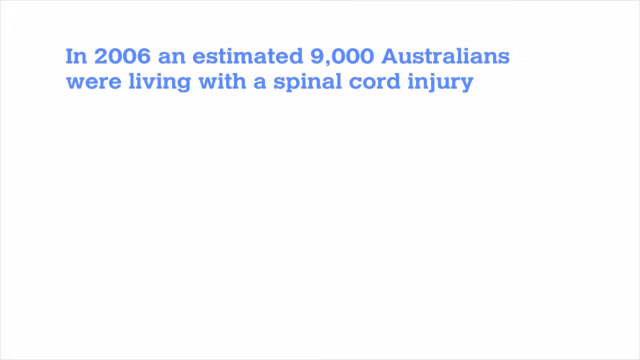 In 2006 an estimated 9,000 Australians
were living with a spinal cord injury